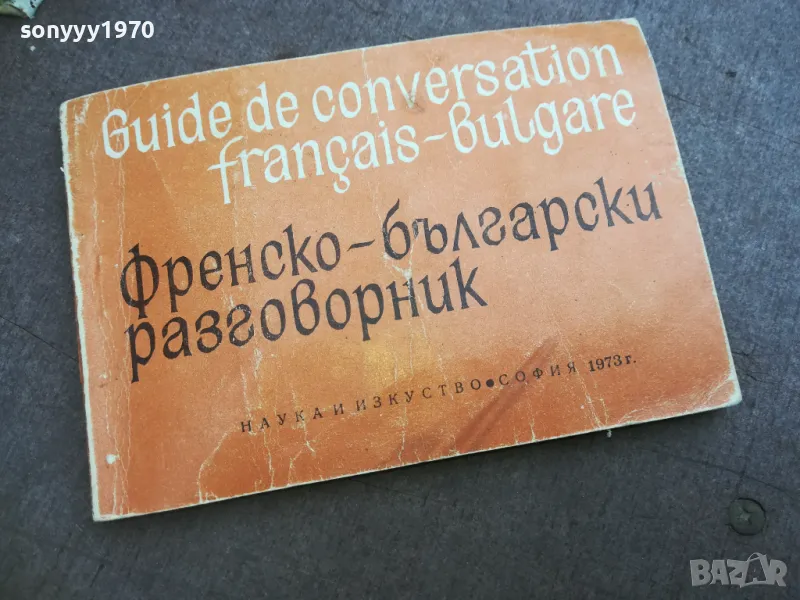 sonyyy1970
Guide de conversation
français-bulgare
Френско-български
разговорник
НАУКА И ИЗКУСТВО • СОФИЯ 1973 г.
BAZAR